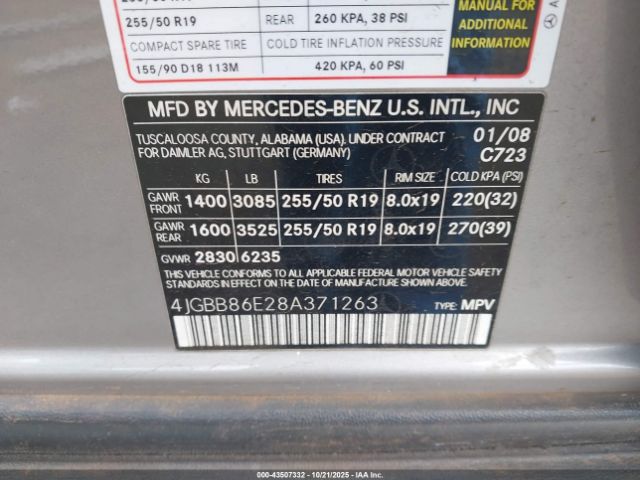 255/50 R19 REAR 260 KPA, 38 PSI
COMPACT SPARE TIRE COLD TIRE INFLATION PRESSURE
155/90 D18 113M 420 KPA, 60 PSI
MANUAL FOR
ADDITIONAL
INFORMATION
MFD BY MERCEDES-BENZ U.S. INTL., INC
TUSCALOOSA COUNTY, ALABAMA (USA). UNDER CONTRACT 01/08
FOR DAIMLER AG, STUTTGART (GERMANY) C723
KG LB TIRES RIM SIZE COLD KPA (PSI)
GAWR FRONT 1400 3085 255/50 R19 8.0x19 220(32)
GAWR REAR 1600 3525 255/50 R19 8.0x19 270(39)
GVWR 2830 6235
THIS VEHICLE CONFORMS TO ALL APPLICABLE FEDERAL MOTOR VEHICLE SAFETY
STANDARDS IN EFFECT ON THE DATE OF MANUFACTURE SHOWN ABOVE.
4JGBB86E28A371263 TYPE: MPV
000-43507332 10/21/2025 COPART.COM